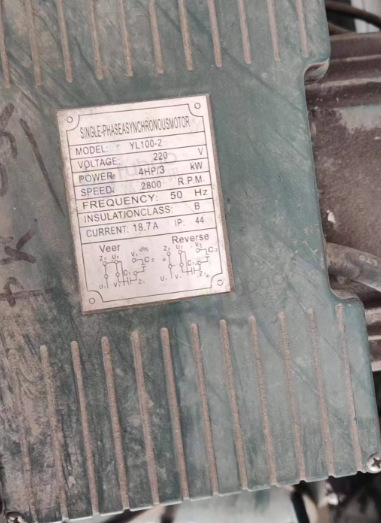 SINGLE-PHASEASYNCHRONOUSMOTOR
MODEL: YL100-2
VOLTAGE: 220 V
POWER: 4HP/3 kW
SPEED: 2800 R.P.M.
FREQUENCY: 50 Hz
INSULATIONCLASS: B
CURRENT: 18.7A IP: 44
Veer Reverse